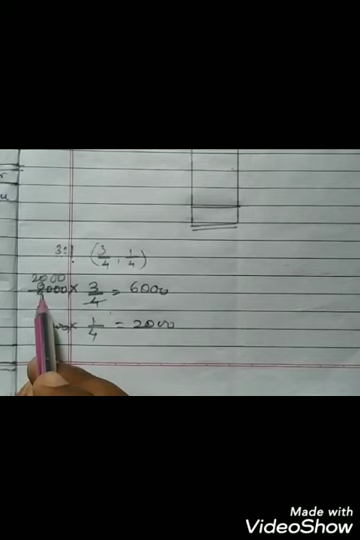 3:1 (3/4, 1/4)
2000
8000 × 3/4 = 6000
× 1/4 = 2000
Made with
VideoShow